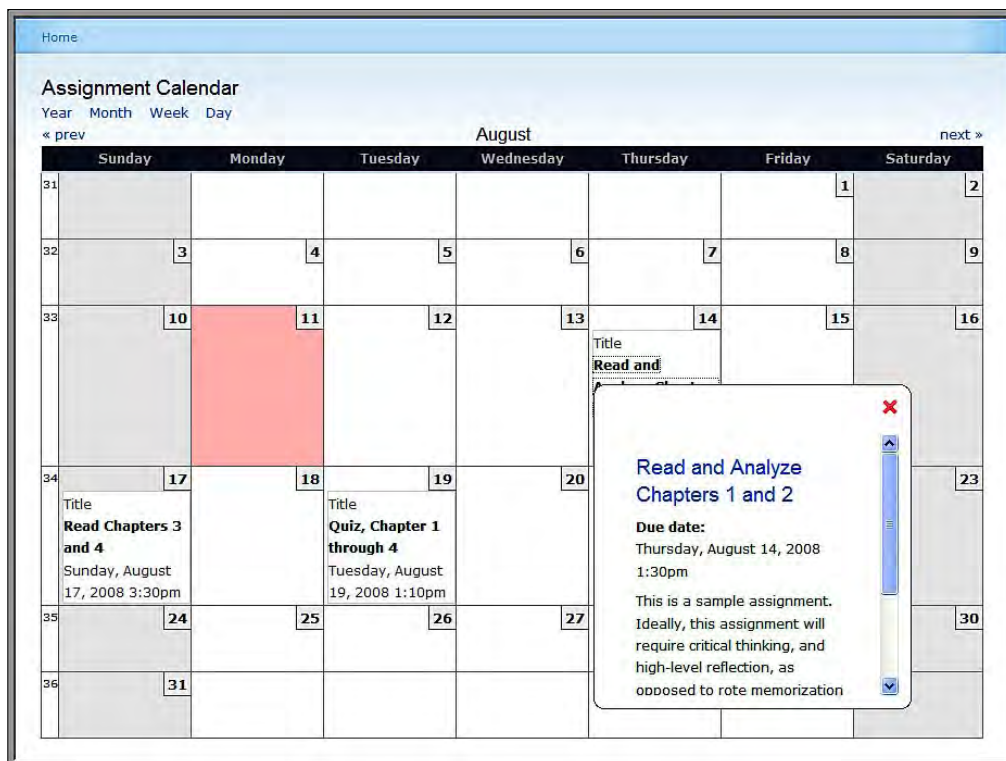 Home
Assignment Calendar
Year Month Week Day
« prev August next »
Sunday Monday Tuesday Wednesday Thursday Friday Saturday
31 1 2
32 3 4 5 6 7 8 9
33 10 11 12 13 14 15 16
Title
Read and
34 17 18 19 20 23
Title
Read Chapters 3
and 4
Sunday, August
17, 2008 3:30pm
Title
Quiz, Chapter 1
through 4
Tuesday, August
19, 2008 1:10pm
35 24 25 26 27 30
36 31
Read and Analyze
Chapters 1 and 2
Due date:
Thursday, August 14, 2008
1:30pm
This is a sample assignment.
Ideally, this assignment will
require critical thinking, and
high-level reflection, as
opposed to rote memorization